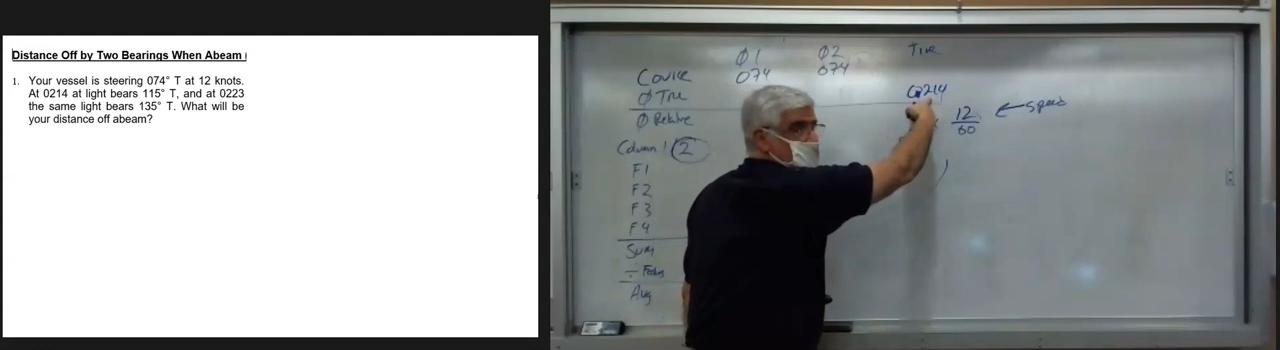 Distance Off by Two Bearings When Abeam (
1. Your vessel is steering 074° T at 12 knots.
At 0214 at light bears 115° T, and at 0223
the same light bears 135° T. What will be
your distance off abeam?
Ø1 Ø2 Time
Course 074 074
Ø True 0214
Ø Relative 12/60 ← speed
Column 1 2
F1
F2
F3
F4
Sum
÷
Avg